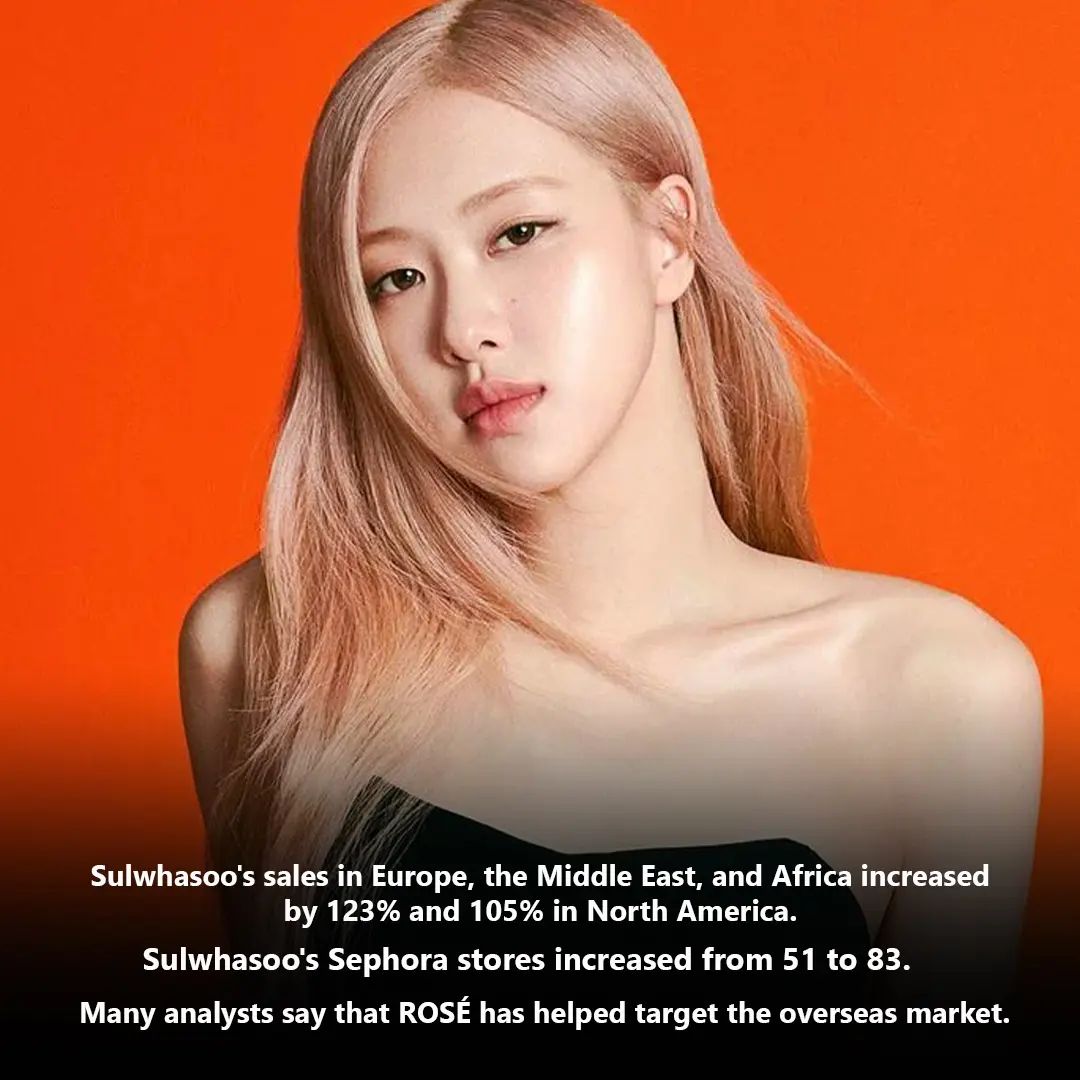 Sulwhasoo's sales in Europe, the Middle East, and Africa increased
by 123% and 105% in North America.
Sulwhasoo's Sephora stores increased from 51 to 83.
Many analysts say that ROSÉ has helped target the overseas market.